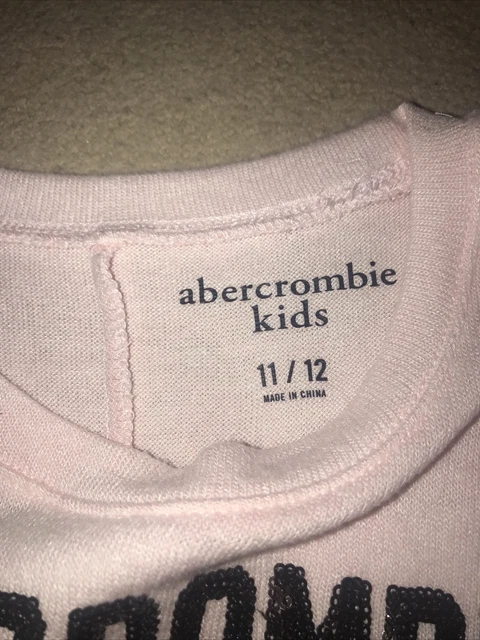 abercrombie
kids
11 / 12
MADE IN CHINA